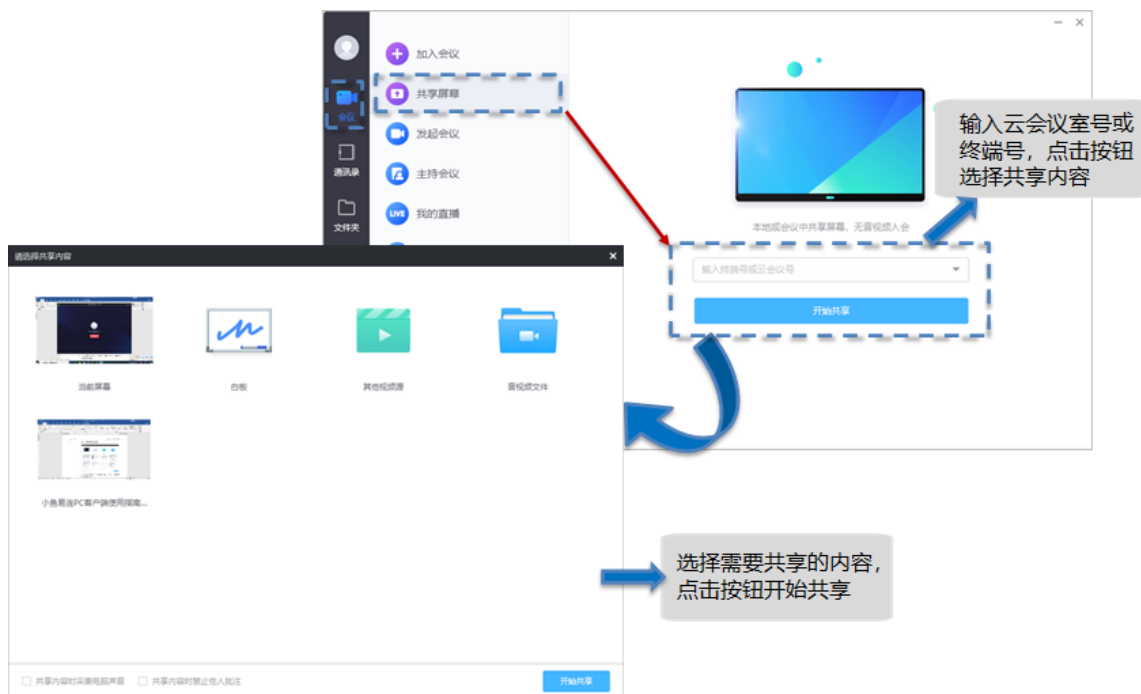 加入会议
共享屏幕
会议
发起会议
通讯录
主持会议
文件夹
LIVE
我的直播
输入云会议室号或
终端号，点击按钮
选择共享内容
本地或会议中共享屏幕，无音视频入会
输入终端号或云会议号
开始共享
请选择共享内容
当前屏幕
白板
其他视频源
音视频文件
小鱼易连PC客户端使用指南...
选择需要共享的内容，
点击按钮开始共享
共享内容时采集电脑声音
共享内容时禁止他人批注
开始共享